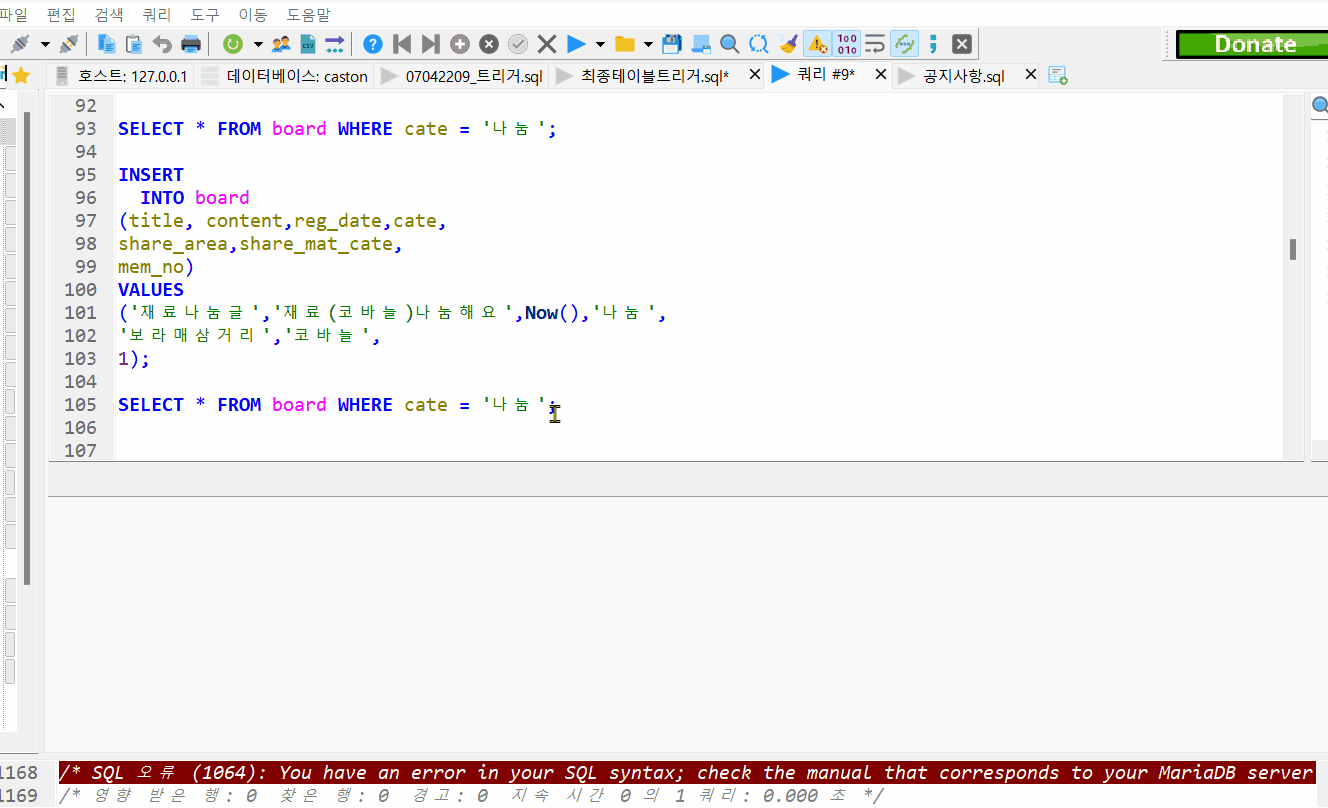 파일 편집 검색 쿼리 도구 이동 도움말
Donate
호스트: 127.0.0.1 데이터베이스: caston 07042209_트리거.sql 최종테이블트리거.sql* 쿼리 #9* 공지사항.sql
92
93 SELECT * FROM board WHERE cate = '나눔';
94
95 INSERT
96 INTO board
97 (title, content,reg_date,cate,
98 share_area,share_mat_cate,
99 mem_no)
100 VALUES
101 ('재료나눔글','재료(코바늘)나눔해요',Now(),'나눔',
102 '보라매삼거리','코바늘',
103 1);
104
105 SELECT * FROM board WHERE cate = '나눔';
106
107
1168 /* SQL 오류 (1064): You have an error in your SQL syntax; check the manual that corresponds to your MariaDB server
1169 /* 영향 받은 행: 0 찾은 행: 0 경고: 0 지속 시간 0 의 1 쿼리: 0.000 초 */